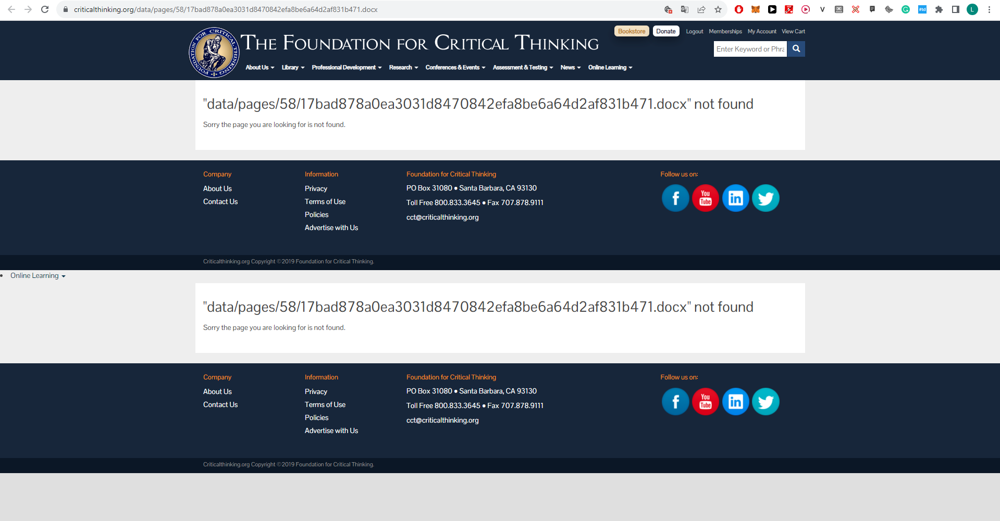 criticalthinking.org/data/pages/58/17bad878a0ea3031d8470842efa8be6a64d2af831b471.docx
Bookstore Donate Logout Memberships My Account View Cart
FOUNDATION FOR CRITICAL THINKING
THE FOUNDATION FOR CRITICAL THINKING
Enter Keyword or Phra
About Us Library Professional Development Research Conferences & Events Assessment & Testing News Online Learning
"data/pages/58/17bad878a0ea3031d8470842efa8be6a64d2af831b471.docx" not found
Sorry the page you are looking for is not found.
Company Information Foundation for Critical Thinking Follow us on:
About Us Privacy PO Box 31080 ● Santa Barbara, CA 93130
Contact Us Terms of Use Toll Free 800.833.3645 ● Fax 707.878.9111
You Tube in
Policies cct@criticalthinking.org
Advertise with Us
Criticalthinking.org Copyright ©2019 Foundation for Critical Thinking.
• Online Learning
"data/pages/58/17bad878a0ea3031d8470842efa8be6a64d2af831b471.docx" not found
Sorry the page you are looking for is not found.
Company Information Foundation for Critical Thinking Follow us on:
About Us Privacy PO Box 31080 ● Santa Barbara, CA 93130
Contact Us Terms of Use Toll Free 800.833.3645 ● Fax 707.878.9111
You Tube in
Policies cct@criticalthinking.org
Advertise with Us
Criticalthinking.org Copyright ©2019 Foundation for Critical Thinking.